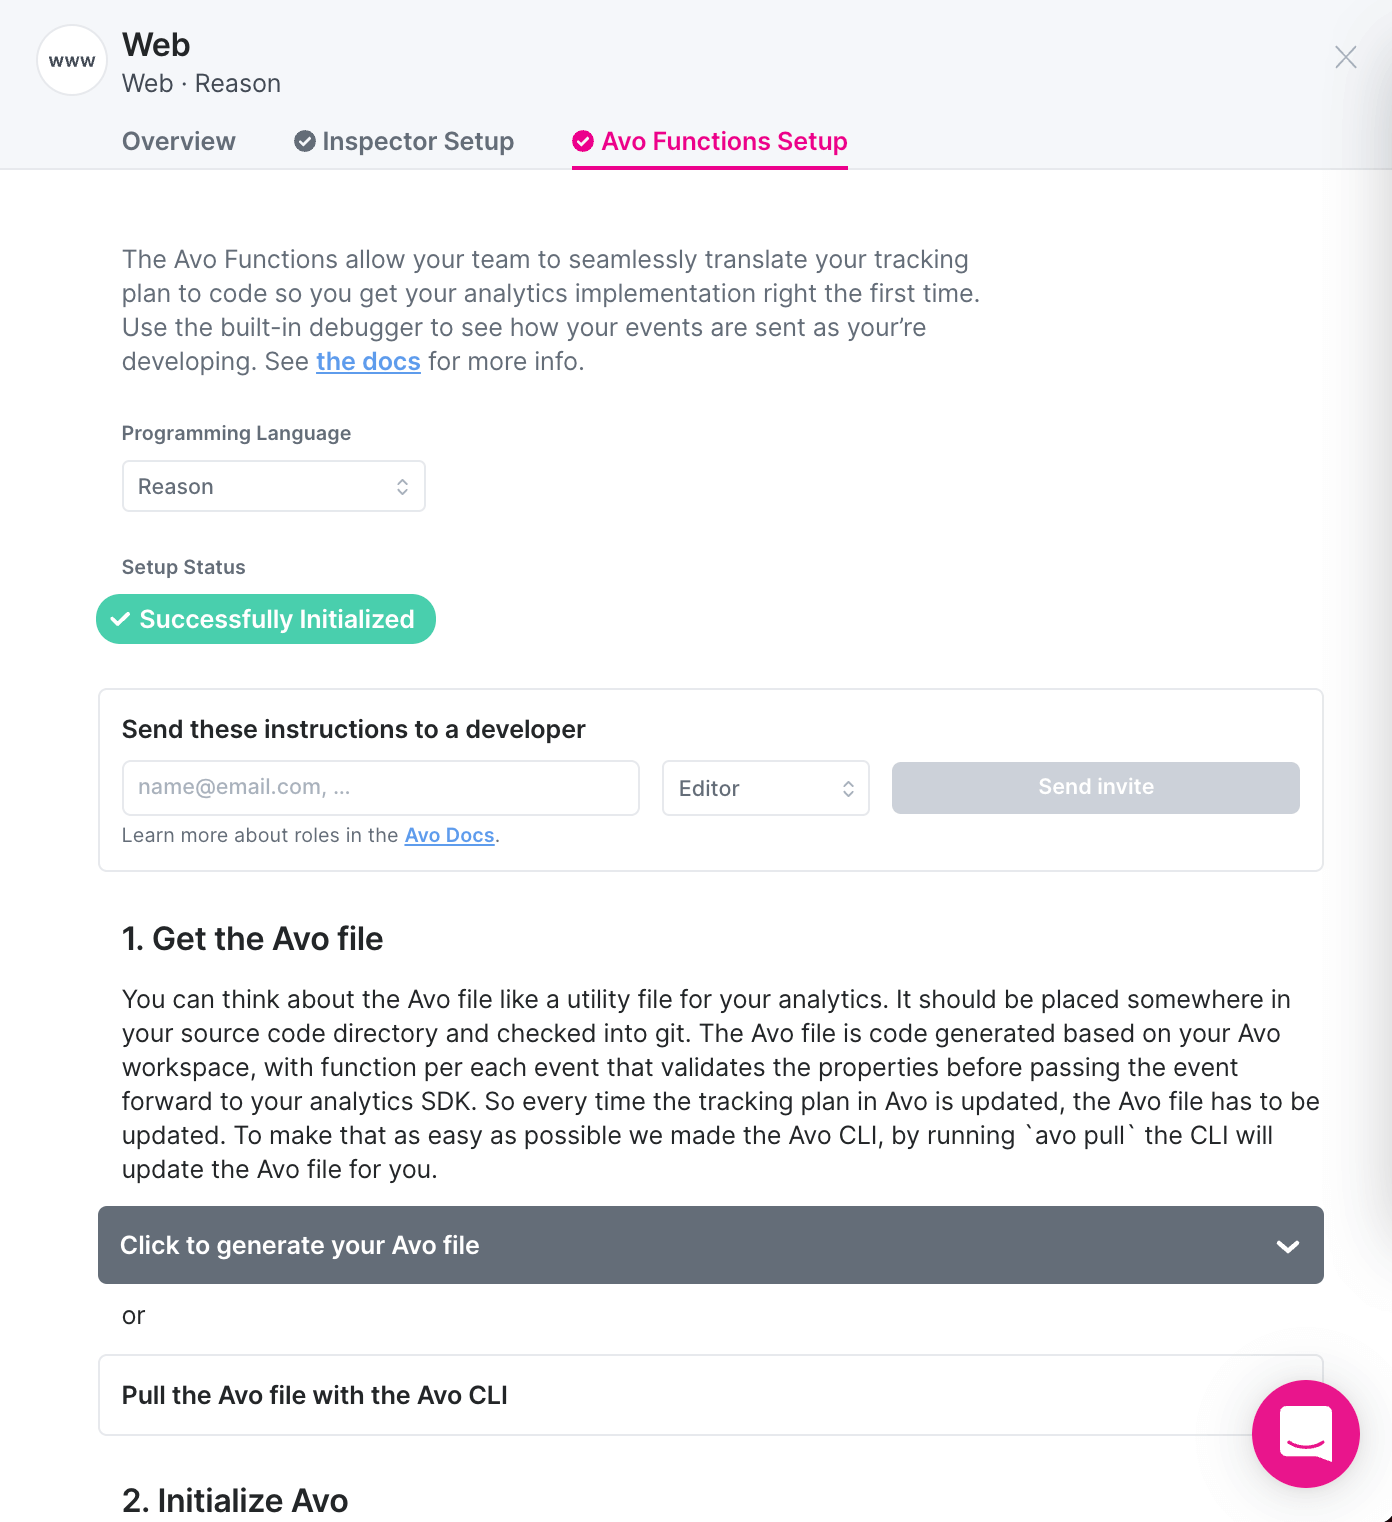 www
Web
Web · Reason
Overview
Inspector Setup
Avo Functions Setup
The Avo Functions allow your team to seamlessly translate your tracking
plan to code so you get your analytics implementation right the first time.
Use the built-in debugger to see how your events are sent as your’re
developing. See the docs for more info.
Programming Language
Reason
Setup Status
Successfully Initialized
Send these instructions to a developer
name@email.com, ...
Editor
Send invite
Learn more about roles in the Avo Docs.
1. Get the Avo file
You can think about the Avo file like a utility file for your analytics. It should be placed somewhere in
your source code directory and checked into git. The Avo file is code generated based on your Avo
workspace, with function per each event that validates the properties before passing the event
forward to your analytics SDK. So every time the tracking plan in Avo is updated, the Avo file has to be
updated. To make that as easy as possible we made the Avo CLI, by running `avo pull` the CLI will
update the Avo file for you.
Click to generate your Avo file
or
Pull the Avo file with the Avo CLI
2. Initialize Avo